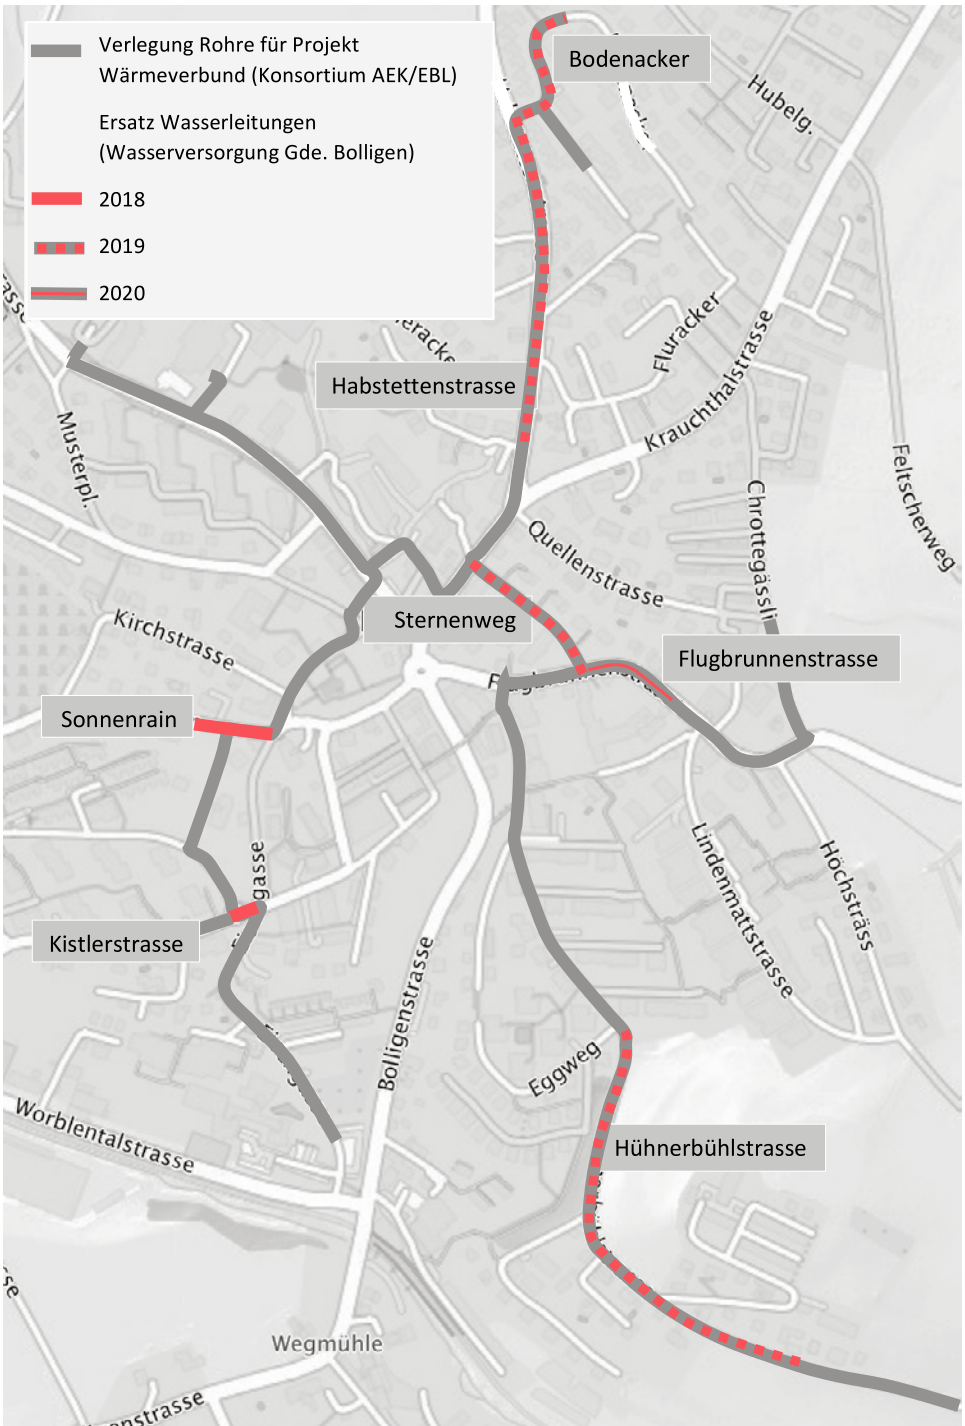 Verlegung Rohre für Projekt
Wärmeverbund (Konsortium AEK/EBL)
Ersatz Wasserleitungen
(Wasserversorgung Gde. Bolligen)
2018
2019
2020
Bodenacker
Hubelg.
Fluracker
Habstettenstrasse
Krauchthalstrasse
Musterpl.
Feltscherweg
Chrottegässli
Quellenstrasse
Kirchstrasse
Sternenweg
Flugbrunnenstrasse
Sonnenrain
Lindenmattstrasse
Höchsträss
Kistlerstrasse
Bolligenstrasse
Eggweg
Worblentalstrasse
Hühnerbühlstrasse
Wegmühle